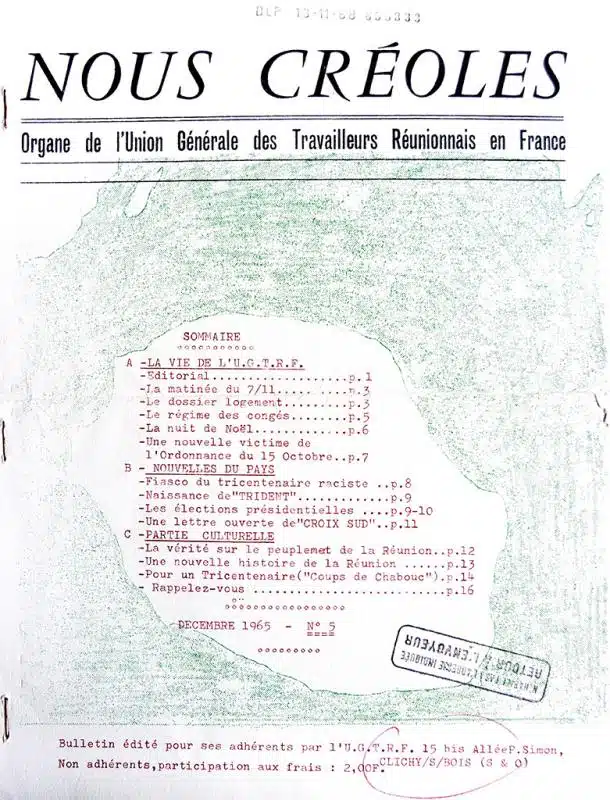 DLP 13-11-68 003333
NOUS CRÉOLES
Organe de l'Union Générale des Travailleurs Réunionnais en France
SOMMAIRE
A -LA VIE DE L'U.G.T.R.F.
-Editorial...................p.1
-La matinée du 7/11..... .....p.3
-Le dossier logement.........p.3
-Le régime des congés........p.5
-La nuit de Noël.............p.6
-Une nouvelle victime de
l'Ordonnance du 15 Octobre..p.7
B - NOUVELLES DU PAYS
-Fiasco du tricentenaire raciste ..p.8
-Naissance de"TRIDENT".............p.9
-Les élections présidentielles ....p.9-10
-Une lettre ouverte de"CROIX SUD"..p.11
C -PARTIE CULTURELLE
-La vérité sur le peuplemet de la Réunion..p.12
-Une nouvelle histoire de la Réunion ......p.13
-Pour un Tricentenaire("Coups de Chabouc").p.14
- Rappelez-vous ...........................p.16
DECEMBRE 1965 - N° 5
N'HABITE PAS À L'ADRESSE INDIQUÉE
RETOUR À L'ENVOYEUR
Bulletin édité pour ses adhérents par l'U.G.T.R.F. 15 bis AlléeP.Simon,
Non adhérents,participation aux frais : 2,00F. CLICHY/S/BOIS (S & O)